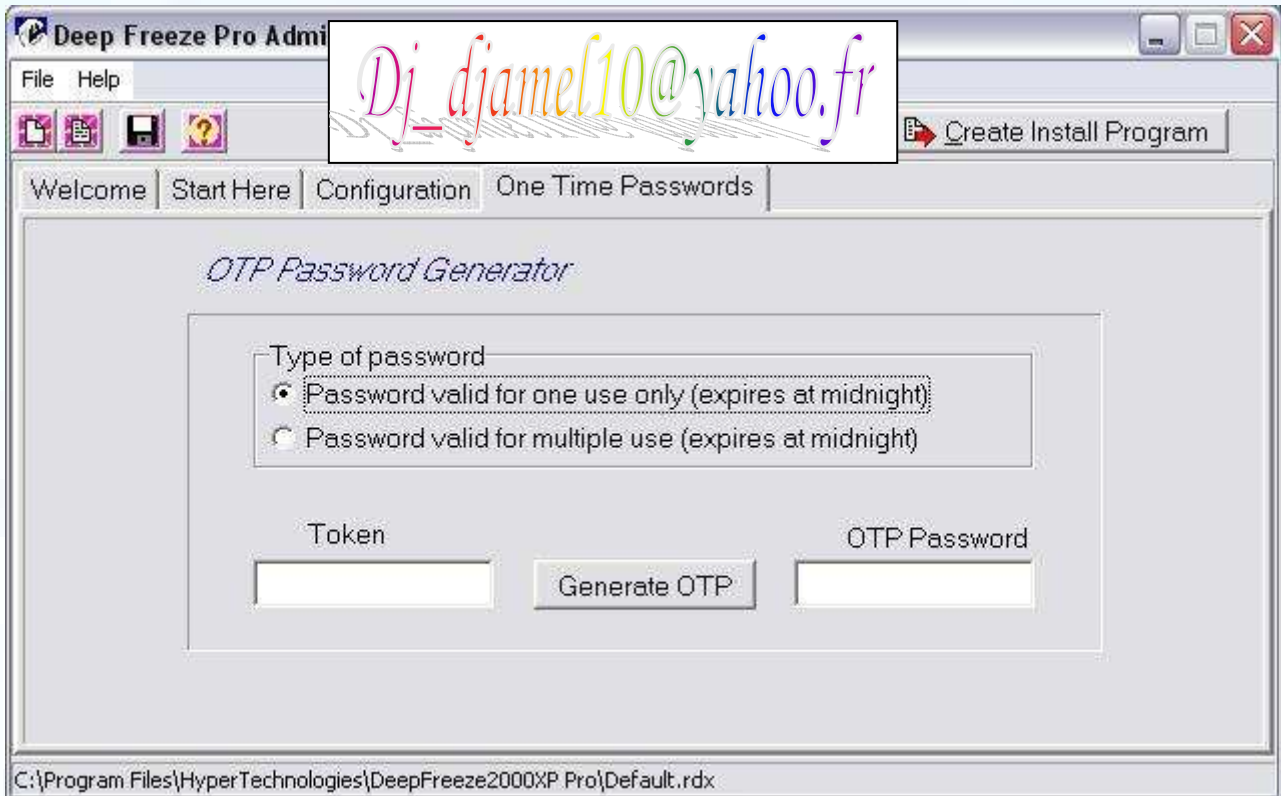 Deep Freeze Pro Admi
Dj_djamel10@yahoo.fr
File Help
Create Install Program
Welcome Start Here Configuration One Time Passwords
OTP Password Generator
Type of password
Password valid for one use only (expires at midnight)
Password valid for multiple use (expires at midnight)
Token
OTP Password
Generate OTP
C:\Program Files\HyperTechnologies\DeepFreeze2000XP Pro\Default.rdx